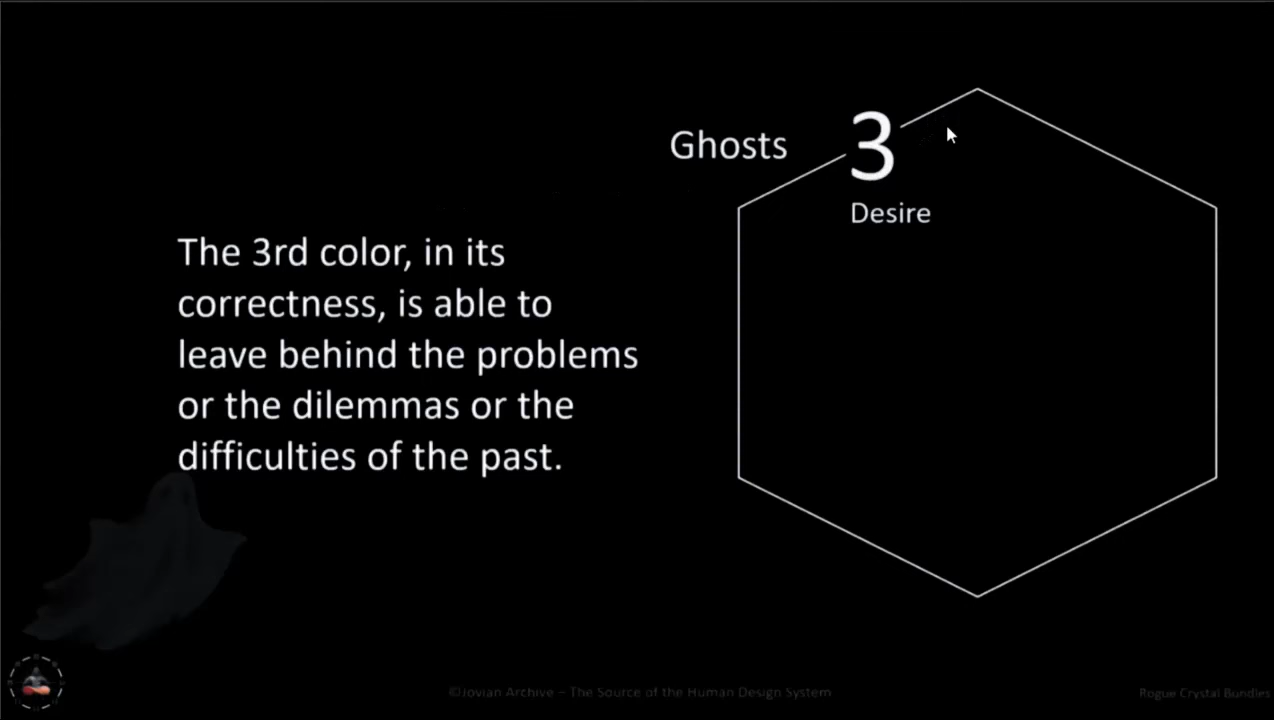 Ghosts
3
Desire
The 3rd color, in its
correctness, is able to
leave behind the problems
or the dilemmas or the
difficulties of the past.
©Jovian Archive – The Source of the Human Design System
Rogue Crystal Bundles